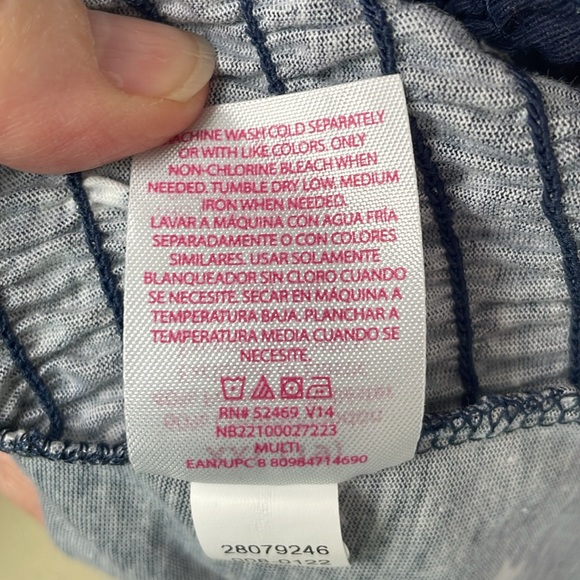 MACHINE WASH COLD SEPARATELY
OR WITH LIKE COLORS. ONLY
NON-CHLORINE BLEACH WHEN
NEEDED. TUMBLE DRY LOW. MEDIUM
IRON WHEN NEEDED.
LAVAR A MÁQUINA CON AGUA FRÍA
SEPARADAMENTE O CON COLORES
SIMILARES. USAR SOLAMENTE
BLANQUEADOR SIN CLORO CUANDO
SE NECESITE. SECAR EN MÁQUINA A
TEMPERATURA BAJA. PLANCHAR A
TEMPERATURA MEDIA CUANDO SE
NECESITE.
RN# 52469 V14
NB22100027223
MULTI
EAN/UPC 8 80984714690
28079246